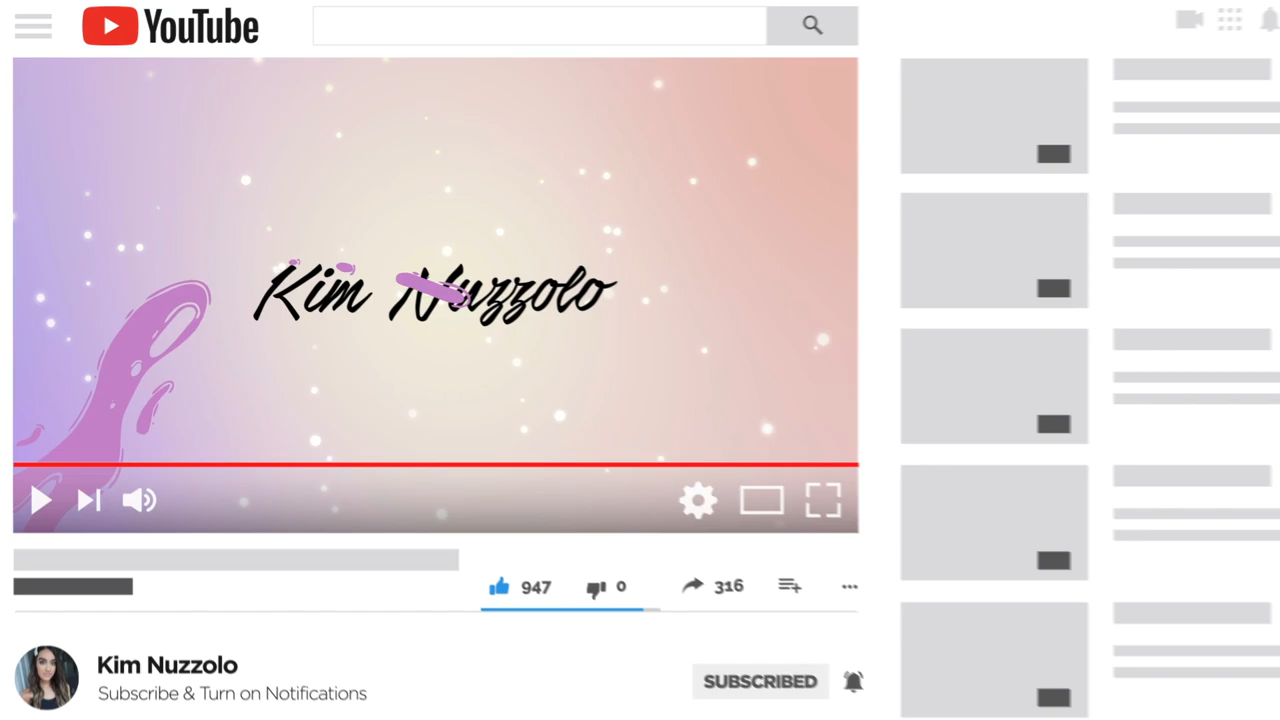 YouTube
Kim Nuzzolo
947
0
316
Kim Nuzzolo
Subscribe & Turn on Notifications
SUBSCRIBED